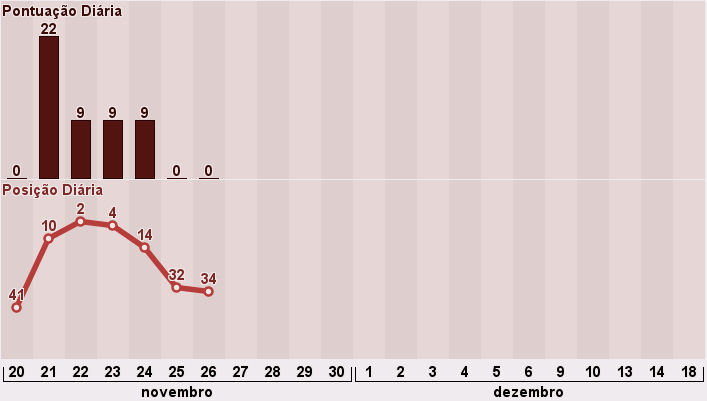 Pontuação Diária
22
9 9 9
0 0 0
Posição Diária
2
4
10
14
32
34
41
20 21 22 23 24 25 26 27 28 29 30 1 2 3 4 5 6 9 10 13 14 18
novembro dezembro